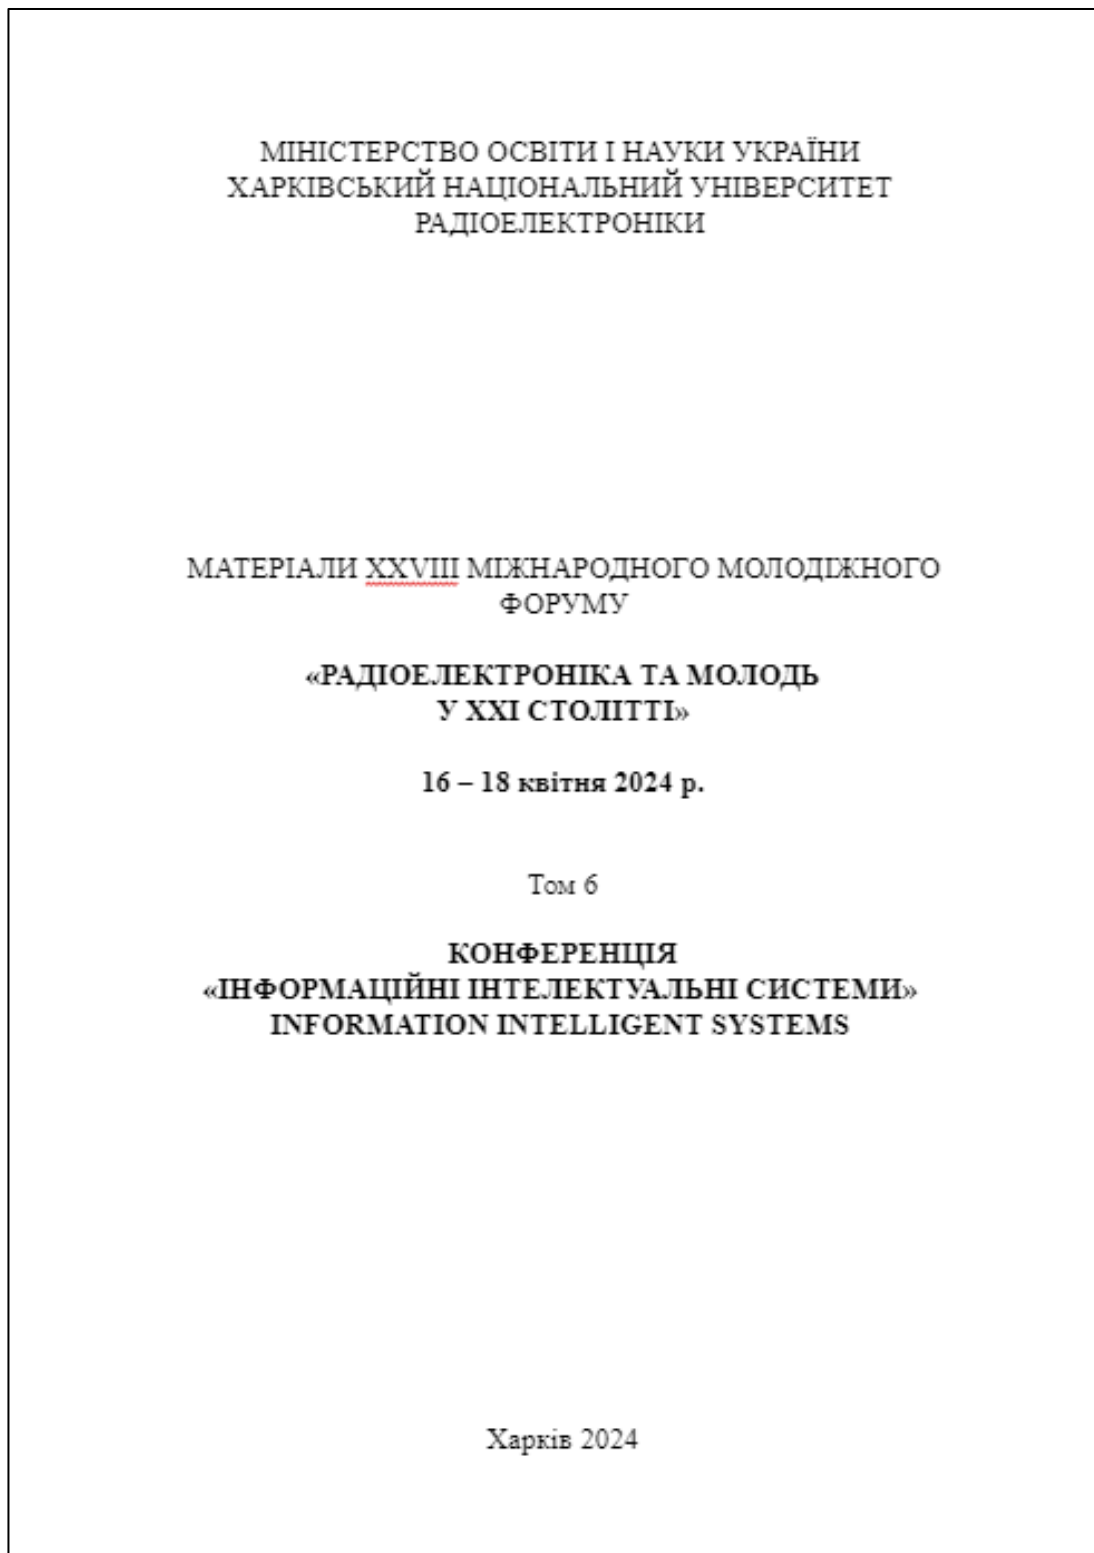 МІНІСТЕРСТВО ОСВІТИ І НАУКИ УКРАЇНИ
ХАРКІВСЬКИЙ НАЦІОНАЛЬНИЙ УНІВЕРСИТЕТ
РАДІОЕЛЕКТРОНІКИ
МАТЕРІАЛИ XXVIII МІЖНАРОДНОГО МОЛОДІЖНОГО
ФОРУМУ
«РАДІОЕЛЕКТРОНІКА ТА МОЛОДЬ
У XXI СТОЛІТТІ»
16 – 18 квітня 2024 р.
Том 6
КОНФЕРЕНЦІЯ
«ІНФОРМАЦІЙНІ ІНТЕЛЕКТУАЛЬНІ СИСТЕМИ»
INFORMATION INTELLIGENT SYSTEMS
Харків 2024